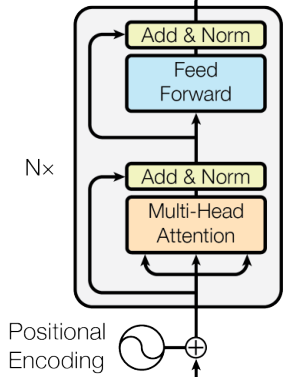 Add & Norm
Feed
Forward
N×
Add & Norm
Multi-Head
Attention
Positional
Encoding